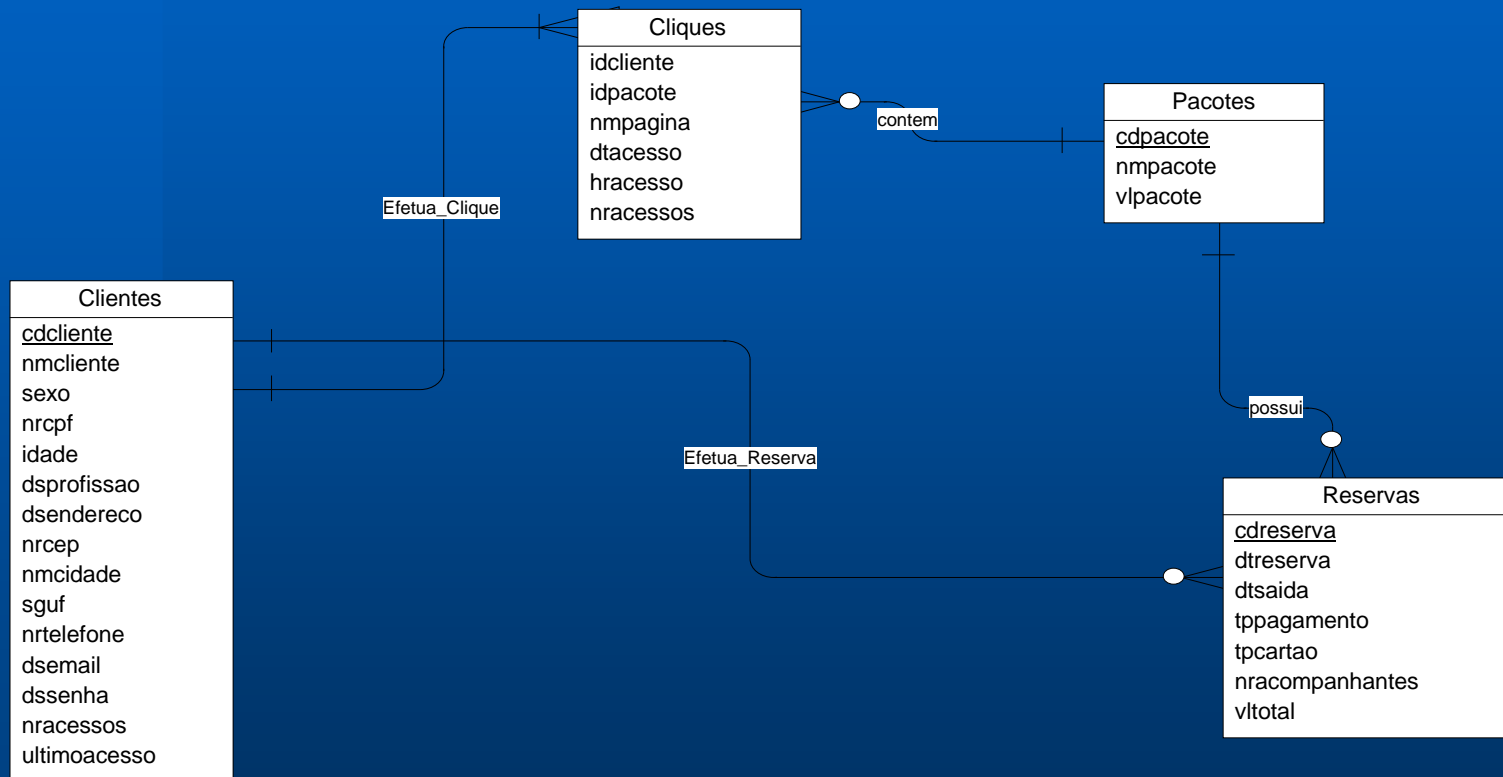 Cliques
idcliente
idpacote
nmpagina
dtacesso
hracesso
nracessos
contem
Pacotes
cdpacote
nmpacote
vlpacote
Efetua_Clique
Clientes
cdcliente
nmcliente
sexo
nrcpf
idade
dsprofissao
dsendereco
nrcep
nmcidade
sguf
nrtelefone
dsemail
dssenha
nracessos
ultimoacesso
Efetua_Reserva
possui
Reservas
cdreserva
dtreserva
dtsaida
tppagamento
tpcartao
nracompanhantes
vltotal